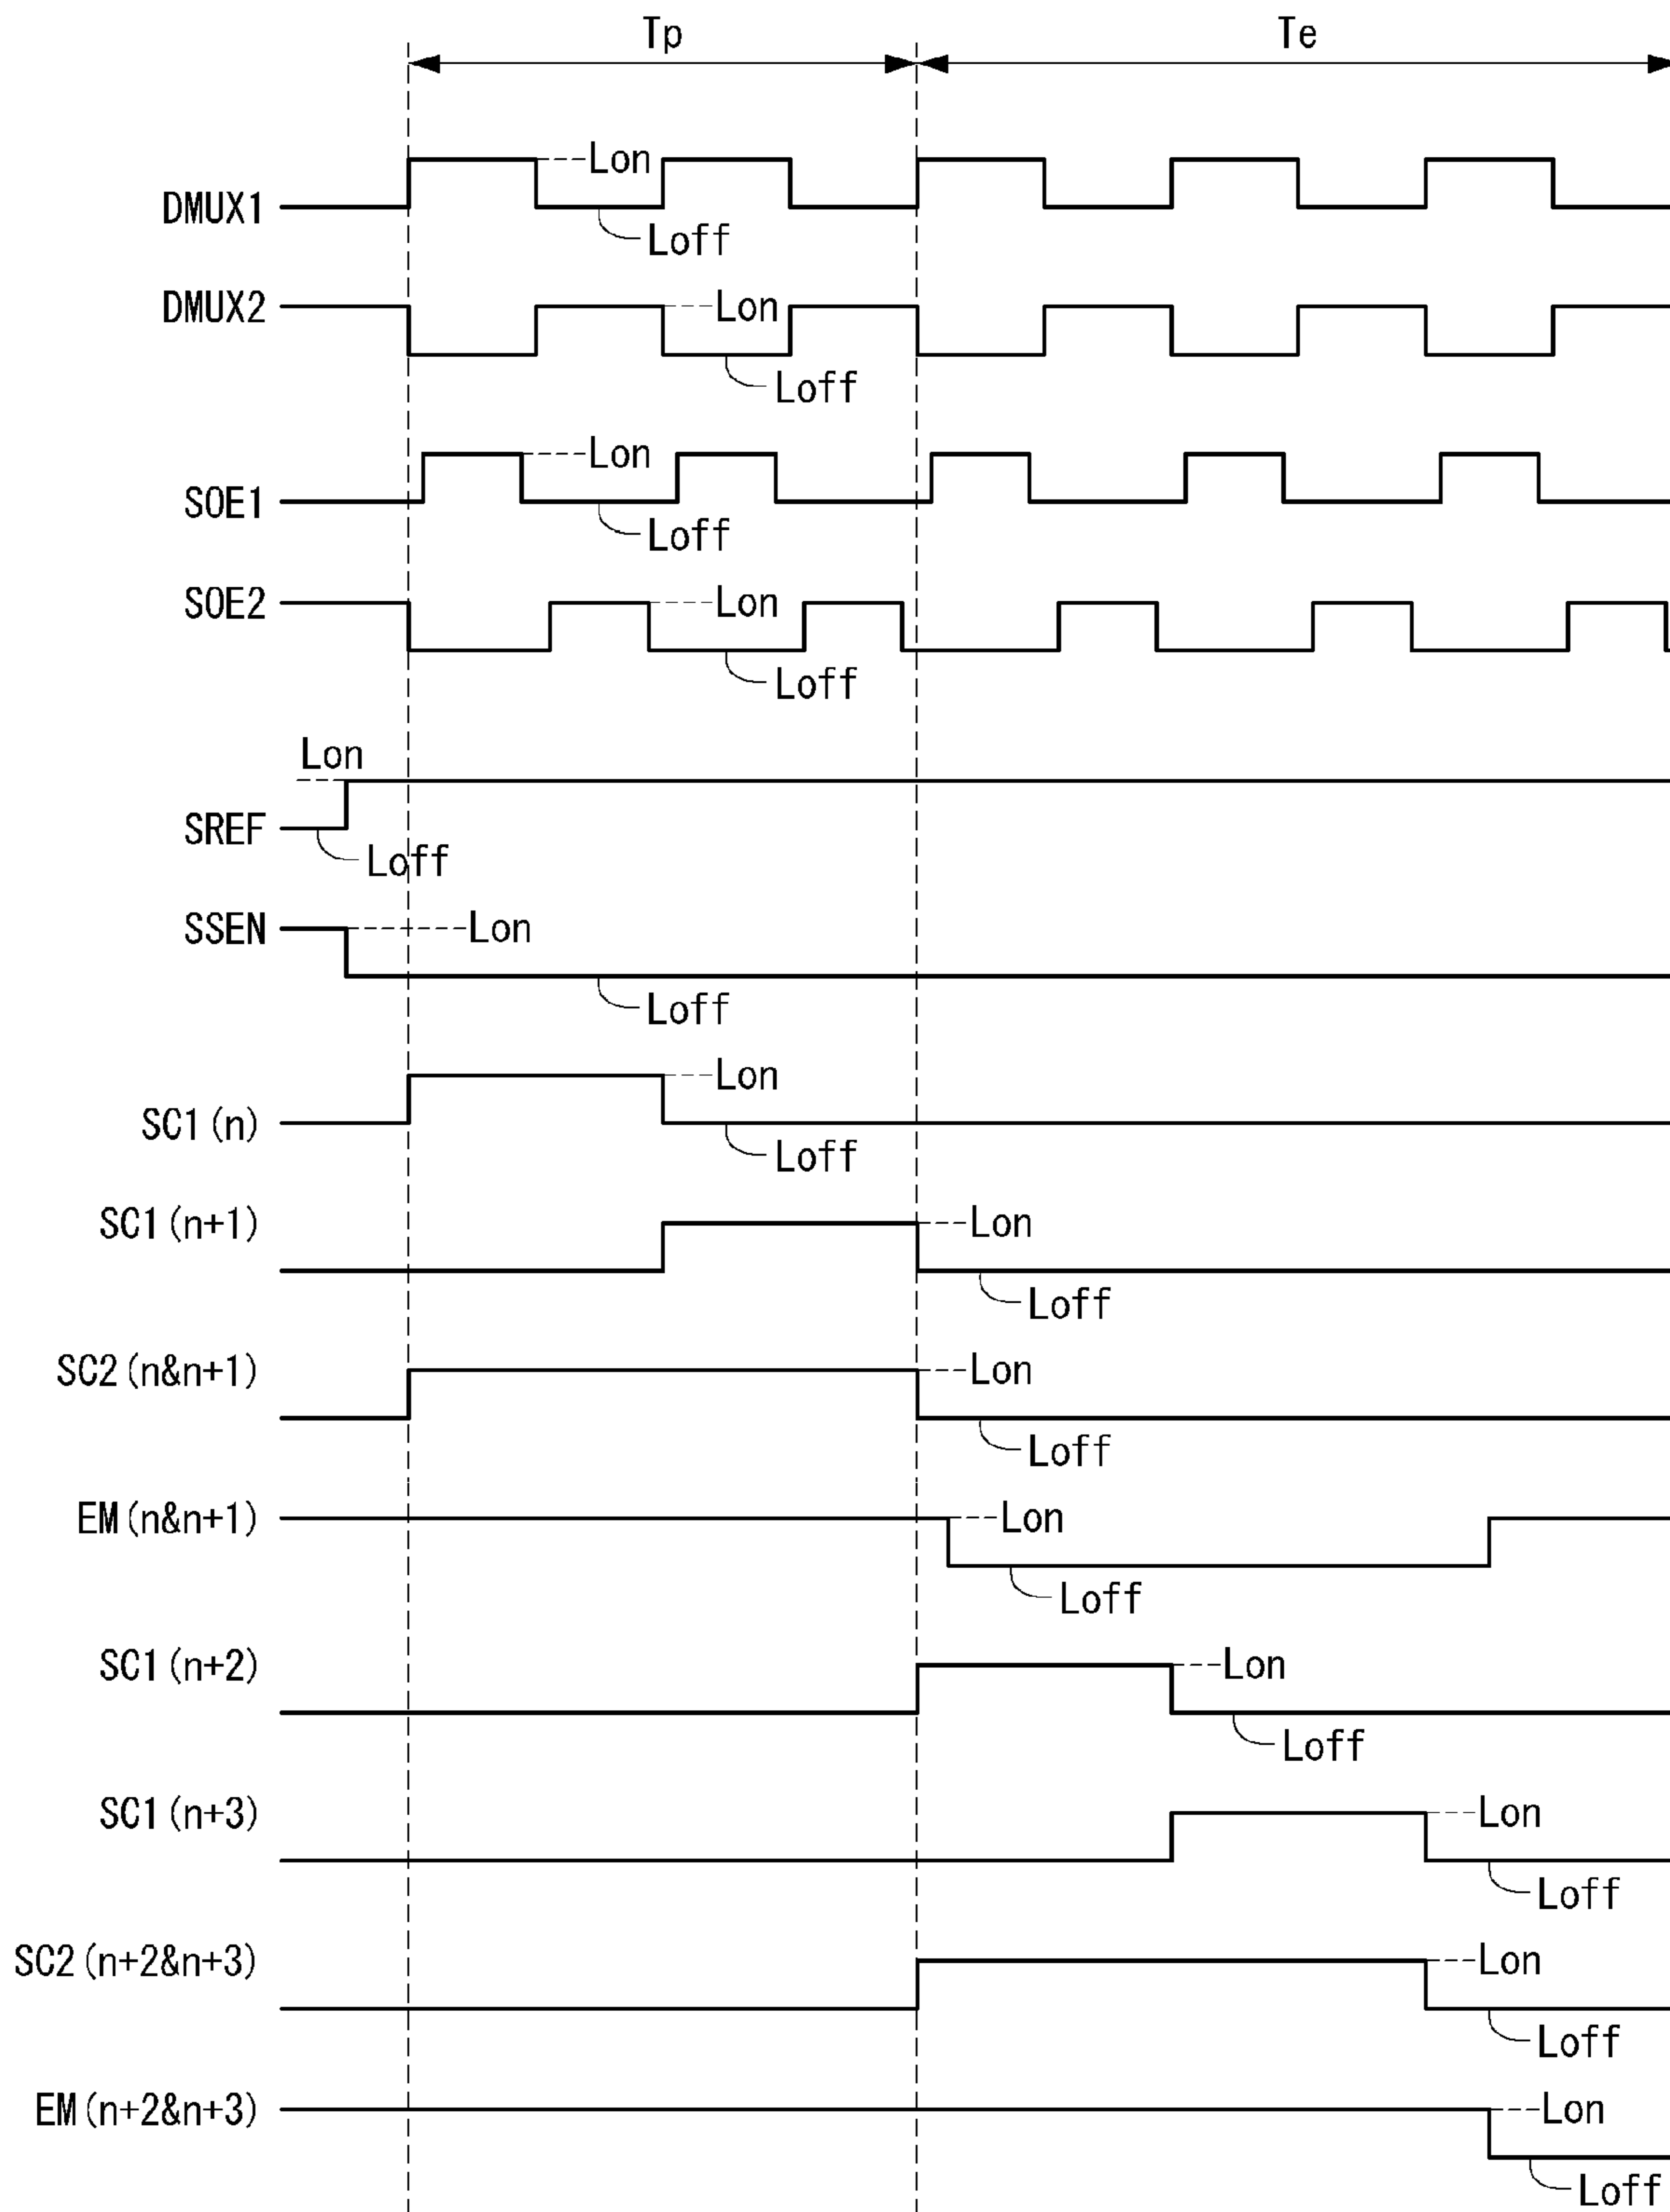 Tp Te
Lon
DMUX1
Loff
DMUX2
Lon
Loff
Lon
SOE1
Loff
SOE2
Lon
Loff
Lon
SREF
Loff
SSEN
Lon
Loff
Lon
SC1(n)
Loff
SC1(n+1)
Lon
Loff
SC2(n&n+1)
Lon
Loff
EM(n&n+1)
Lon
Loff
SC1(n+2)
Lon
Loff
SC1(n+3)
Lon
Loff
SC2(n+2&n+3)
Lon
Loff
EM(n+2&n+3)
Lon
Loff